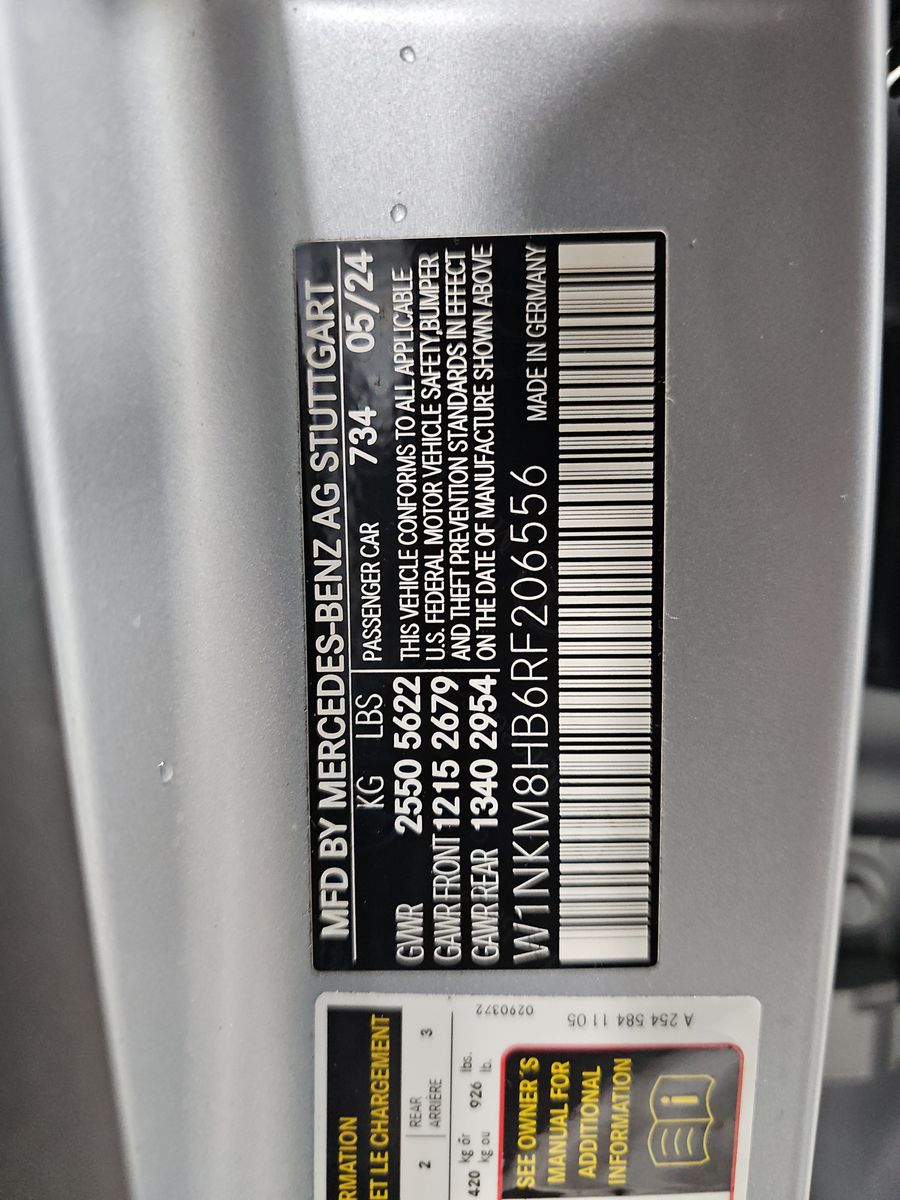 MFD BY MERCEDES-BENZ AG STUTTGART
KG LBS PASSENGER CAR 734 05/24
GVWR 2550 5622 THIS VEHICLE CONFORMS TO ALL APPLICABLE
GAWR FRONT 1215 2679 U.S. FEDERAL MOTOR VEHICLE SAFETY,BUMPER
AND THEFT PREVENTION STANDARDS IN EFFECT
GAWR REAR 1340 2954 ON THE DATE OF MANUFACTURE SHOWN ABOVE
W1NKM8HB6RF206556 MADE IN GERMANY
RMATION
ET LE CHARGEMENT
2 REAR 3
ARRIÈRE
420 kg or 926 lbs.
kg ou lb.
SEE OWNER´S
MANUAL FOR
ADDITIONAL
INFORMATION
i
0290372
A 254 584 11 05